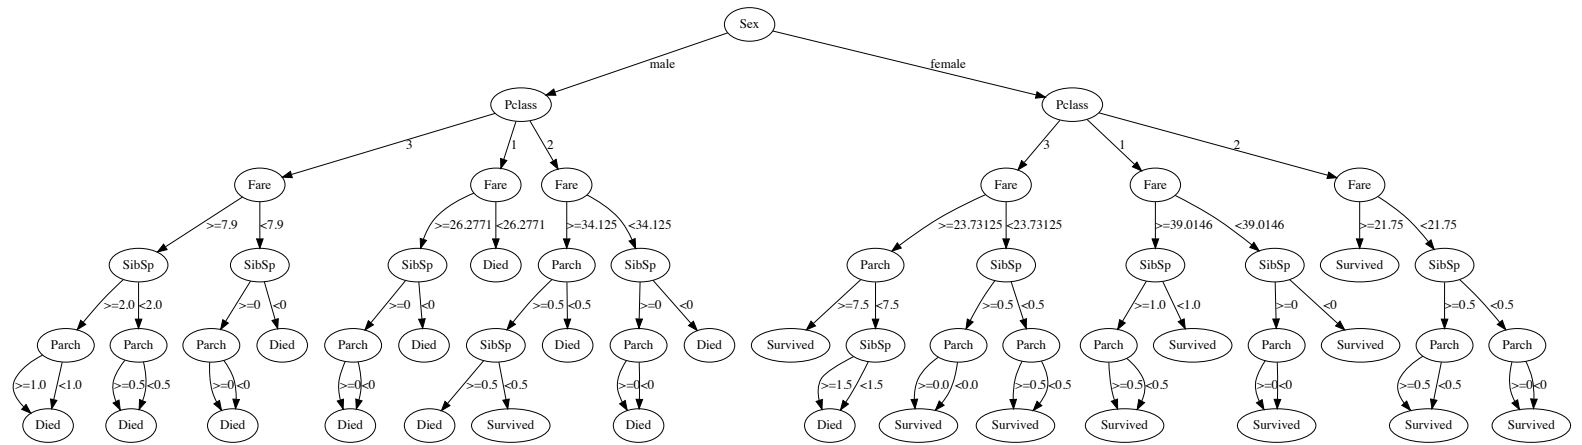 Sex
male female
Pclass Pclass
3 1 2 3 1 2
Fare Fare Fare Fare Fare Fare
>=7.9 <7.9 >=26.2771 <26.2771 >=34.125 <34.125 >=23.73125 <23.73125 >=39.0146 <39.0146 >=21.75 <21.75
SibSp SibSp SibSp Died Parch SibSp Parch SibSp SibSp SibSp Survived SibSp
>=2.0 <2.0 >=0 <0 >=0 <0 >=0.5 <0.5 >=0 <0 >=7.5 <7.5 >=0.5 <0.5 >=1.0 <1.0 >=0 <0 >=0.5 <0.5
Parch Parch Parch Died Parch Died SibSp Died Parch Died Survived SibSp Parch Parch Parch Survived Parch Survived Parch Parch
>=1.0 <1.0 >=0.5 <0.5 >=0 <0 >=0 <0 >=0.5 <0.5 >=0 <0 >=1.5 <1.5 >=0.0 <0.0 >=0.5 <0.5 >=0.5 <0.5 >=0 <0 >=0.5 <0.5 >=0 <0
Died Died Died Died Died Survived Died Died Survived Survived Survived Survived Survived Survived